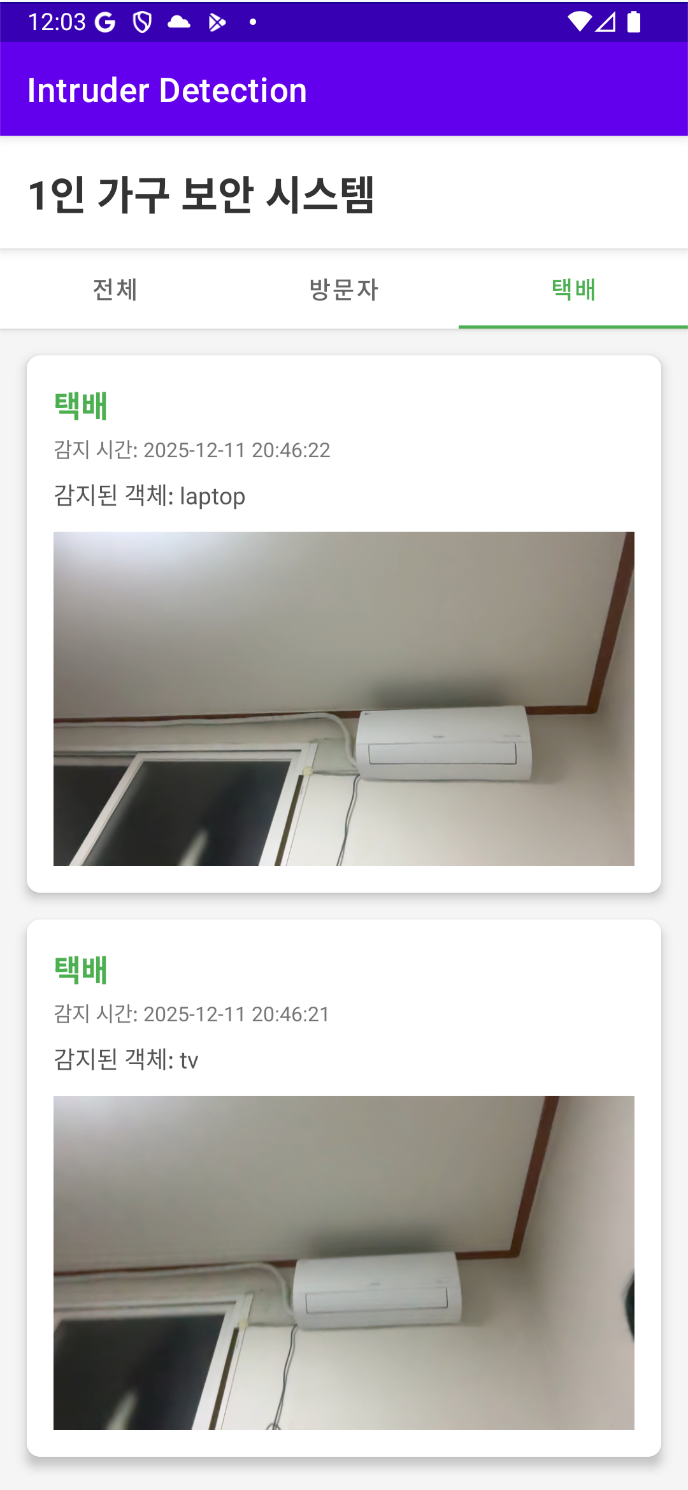 12:03
Intruder Detection
1인 가구 보안 시스템
전체 방문자 택배
택배
감지 시간: 2025-12-11 20:46:22
감지된 객체: laptop
택배
감지 시간: 2025-12-11 20:46:21
감지된 객체: tv